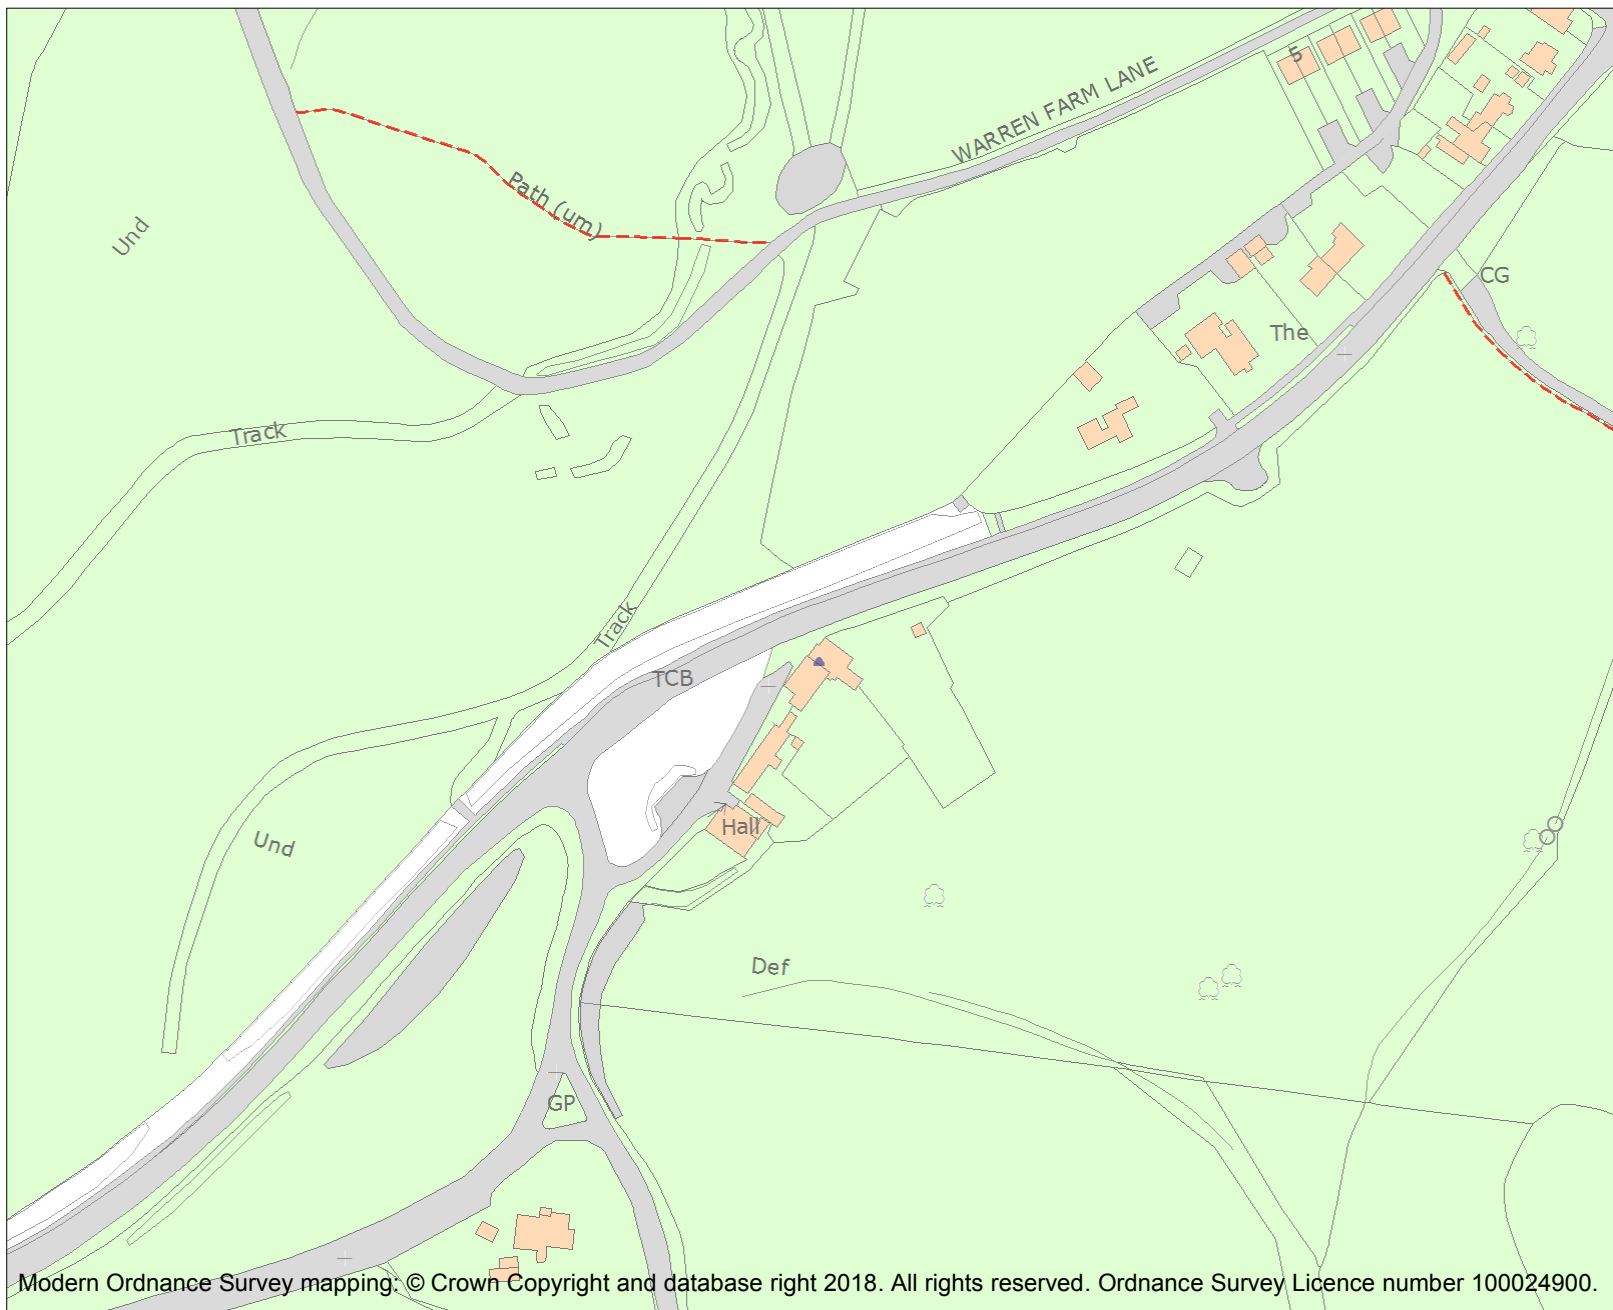 5
WARREN FARM LANE
Path (um)
Und
CG
The
Track
Track
TCB
Hall
Und
Def
GP
Modern Ordnance Survey mapping: © Crown Copyright and database right 2018. All rights reserved. Ordnance Survey Licence number 100024900.